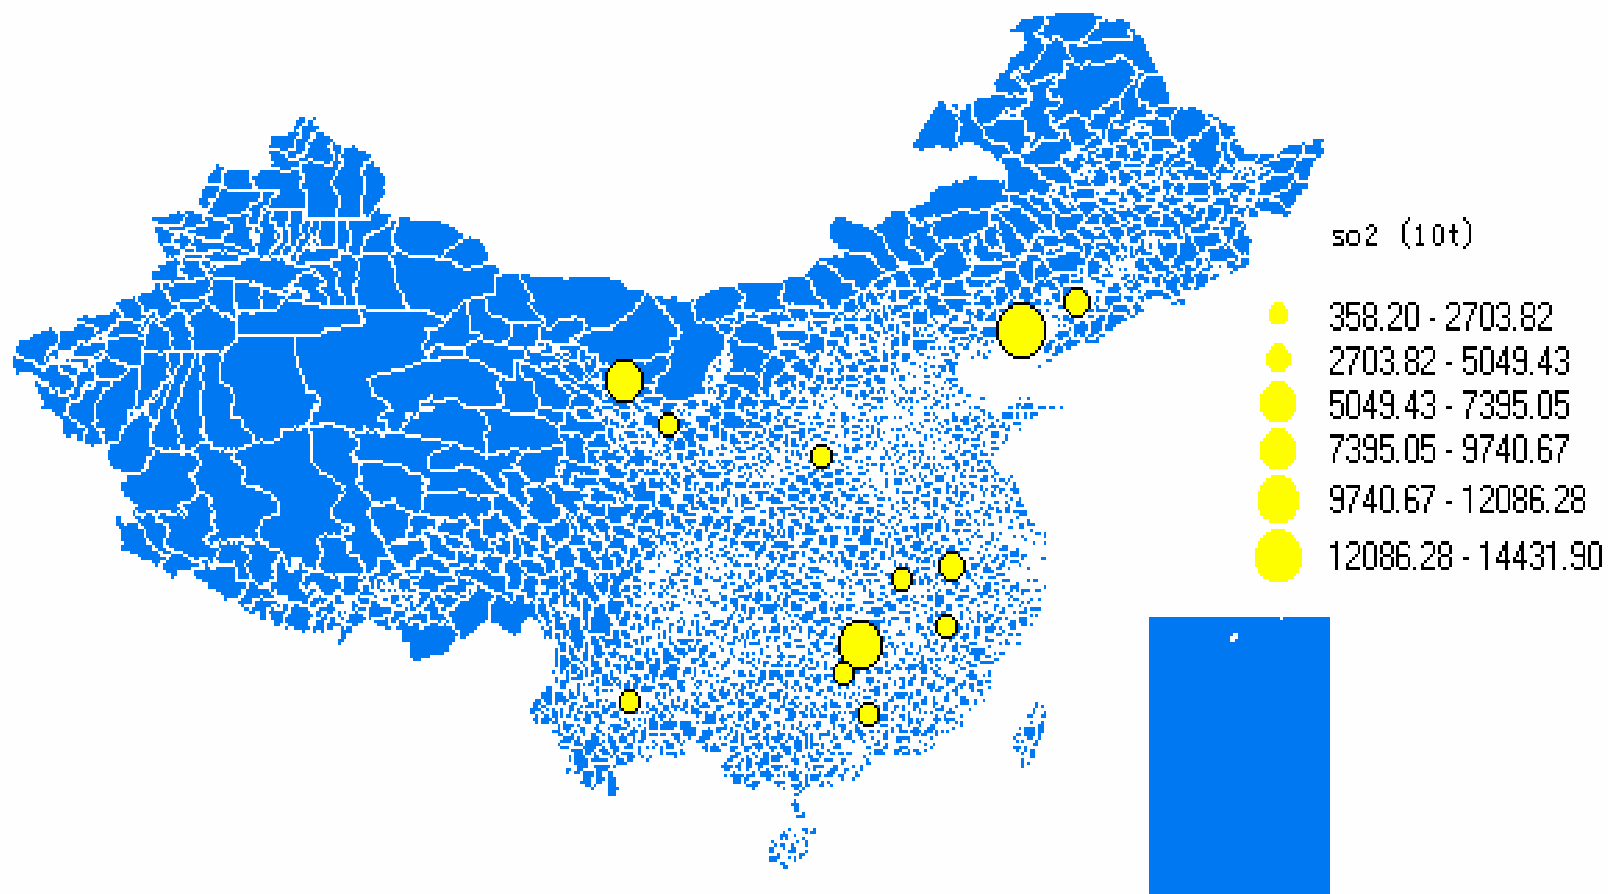 so2 (10t)
358.20 - 2703.82
2703.82 - 5049.43
5049.43 - 7395.05
7395.05 - 9740.67
9740.67 - 12086.28
12086.28 - 14431.90